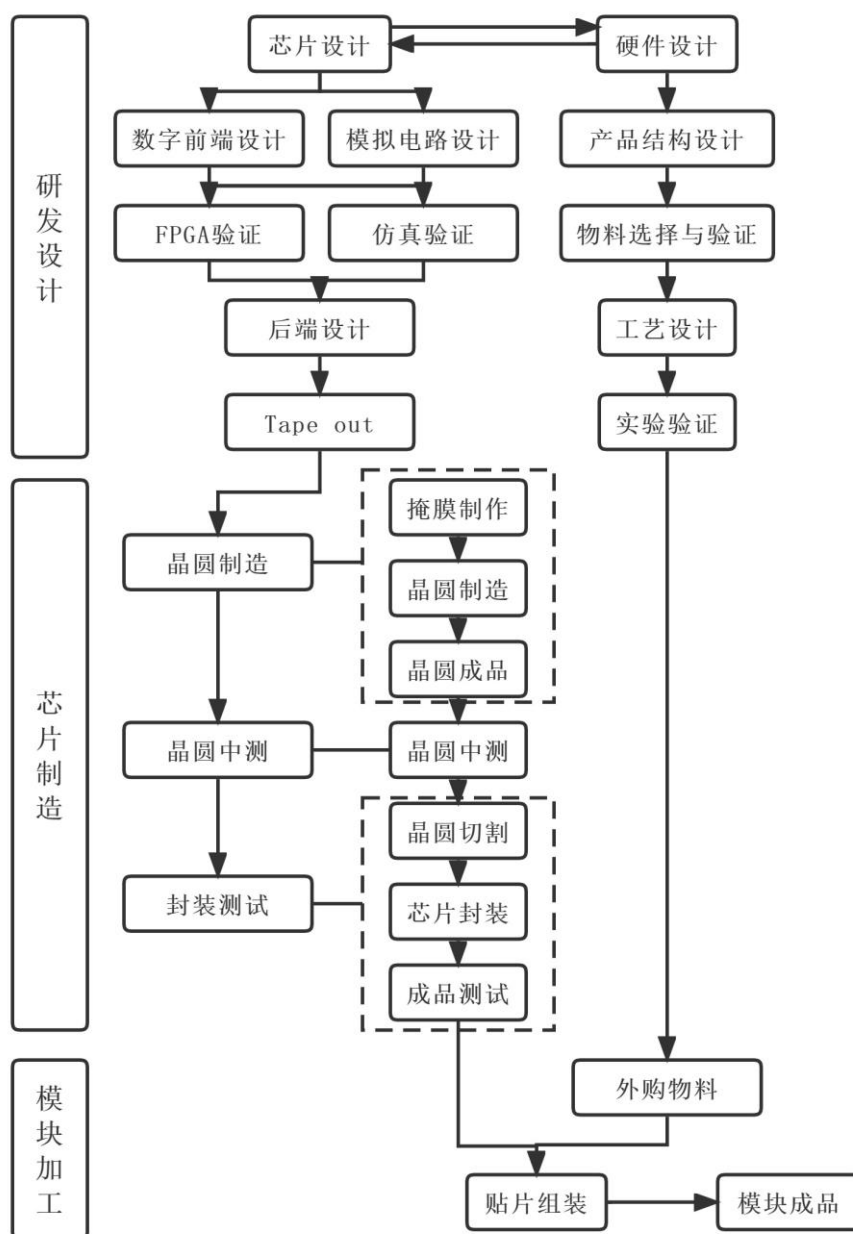 研发设计
芯片设计
硬件设计
数字前端设计
模拟电路设计
产品结构设计
FPGA验证
仿真验证
物料选择与验证
后端设计
工艺设计
Tape out
实验验证
芯片制造
掩膜制作
晶圆制造
晶圆制造
晶圆成品
晶圆中测
晶圆中测
晶圆切割
封装测试
芯片封装
成品测试
模块加工
外购物料
贴片组装
模块成品